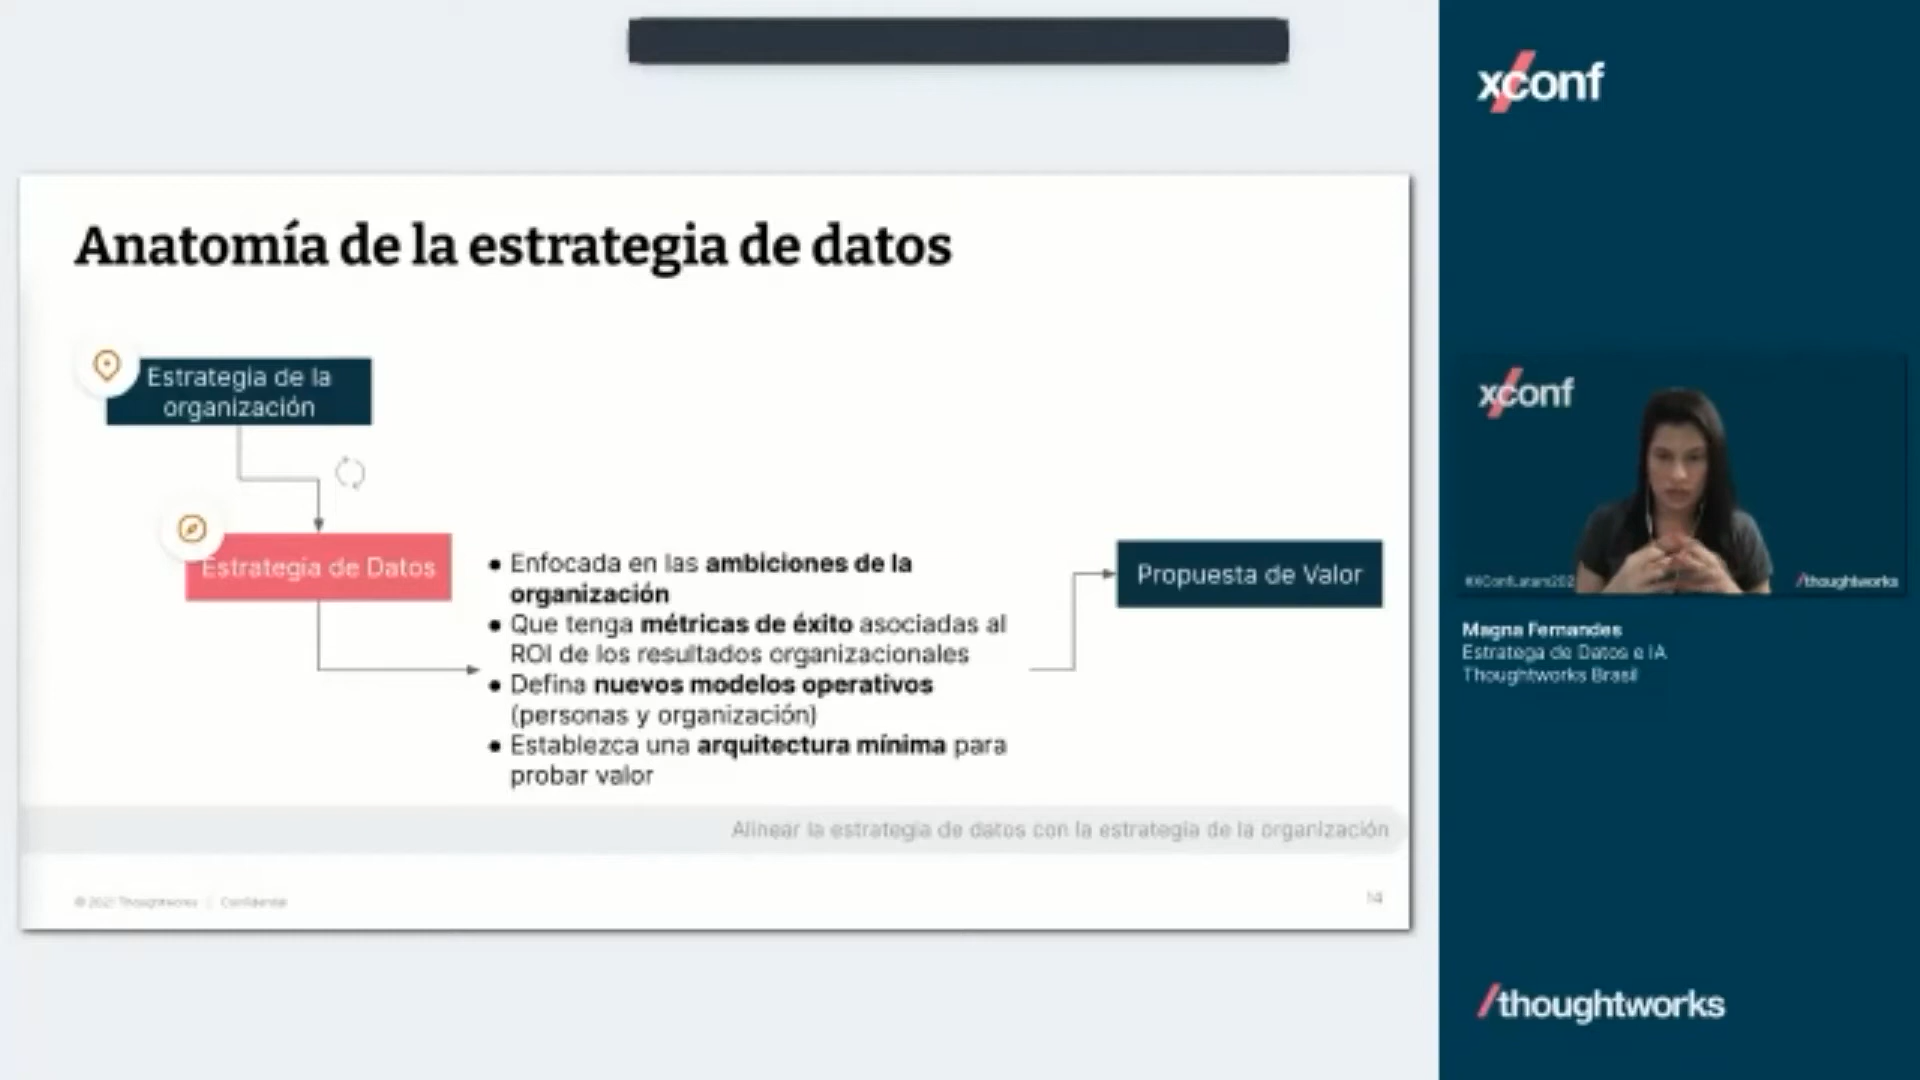 xconf
Anatomía de la estrategia de datos
Estrategia de la
organización
Estrategia de Datos
● Enfocada en las ambiciones de la
organización
● Que tenga métricas de éxito asociadas al
ROI de los resultados organizacionales
● Defina nuevos modelos operativos
(personas y organización)
● Establezca una arquitectura mínima para
probar valor
Propuesta de Valor
Alinear la estrategia de datos con la estrategia de la organización
© 2021 Thoughtworks | Confidential
14
xconf
#XConfLatam202
/thoughtworks
Magna Fernandes
Estratega de Datos e IA
Thoughtworks Brasil
/thoughtworks